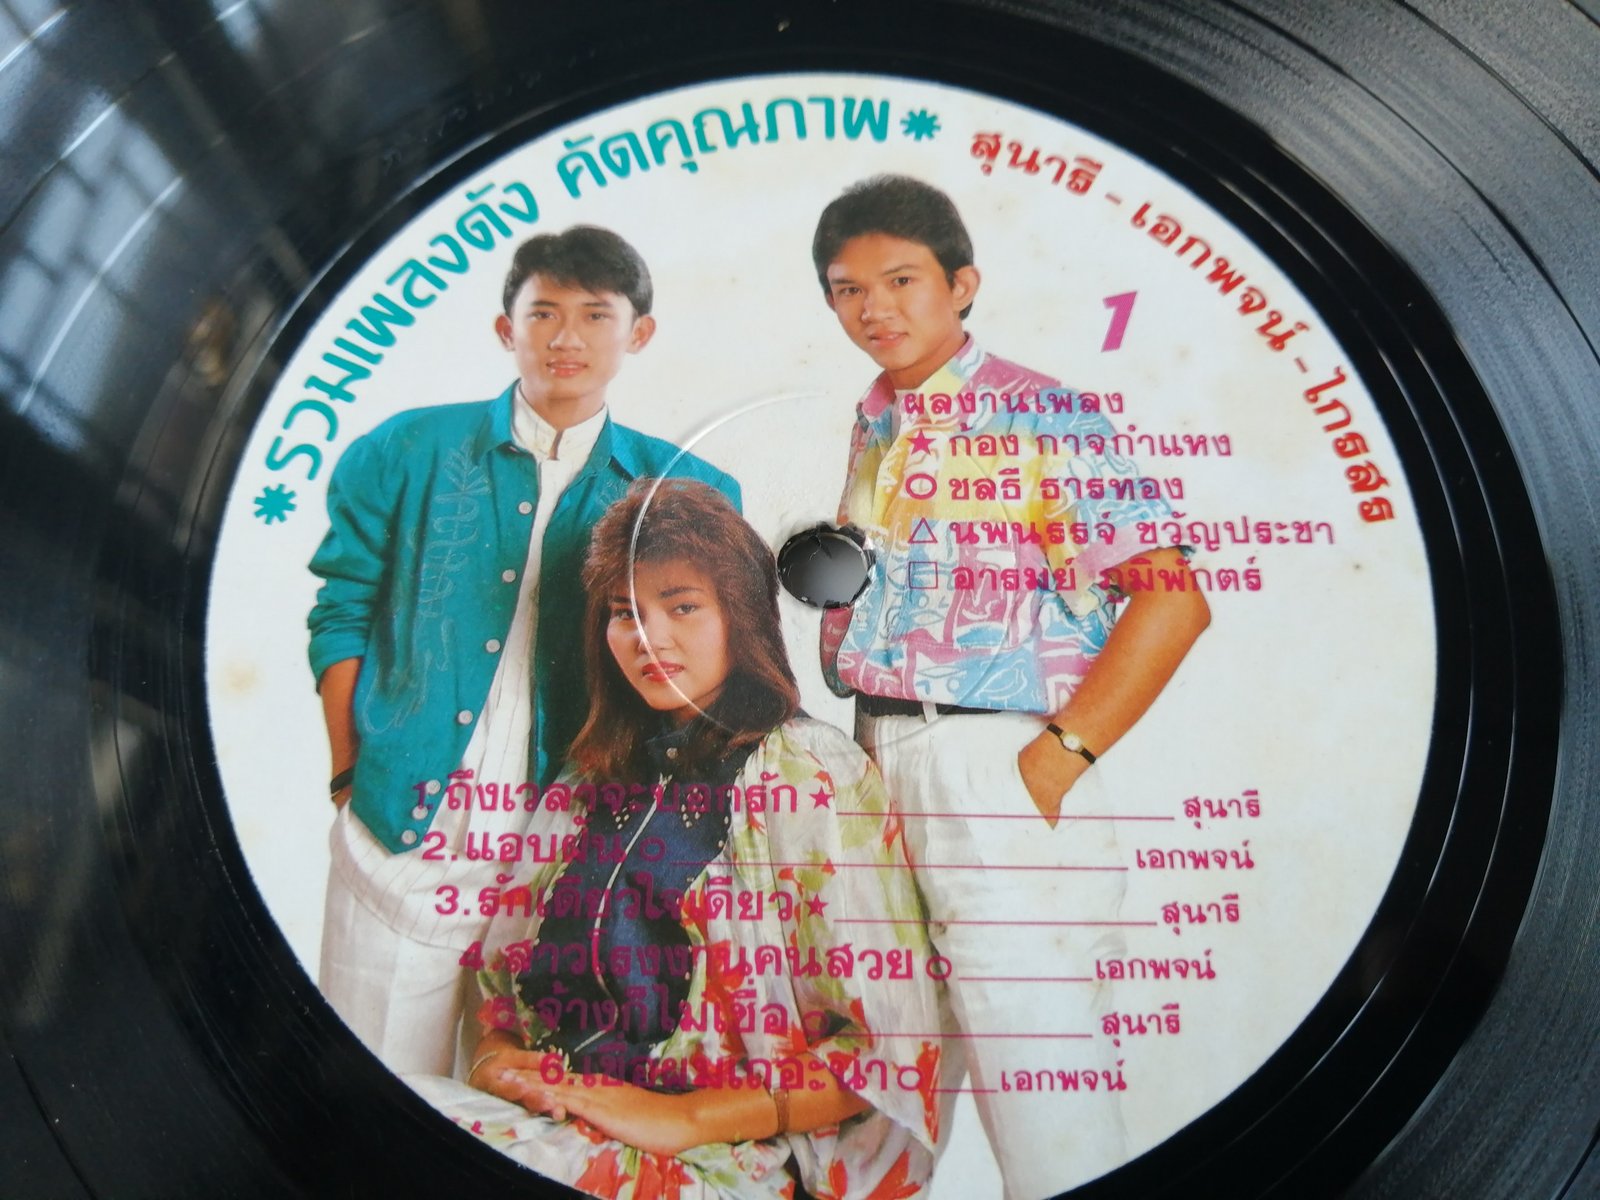 * รวมเพลงดัง คัดคุณภาพ *
สุนารี - เอกพจน์ - ไกรสร
1
ผลงานเพลง
★ ก้อง กาจกำแหง
○ ชลธี ธารทอง
△ นพนรรจ์ ขวัญประชา
□ อารมย์ ภูมิพักตร์
1. ถึงเวลาจะบอกรัก ★ สุนารี
2. แอบฝัน ○ เอกพจน์
3. รักเดียวใจเดียว ★ สุนารี
4. สาวโรงงานคนสวย ○ เอกพจน์
5. จ้างก็ไม่เชื่อ ○ สุนารี
6. เชื่อผมเถอะน่า ○ เอกพจน์